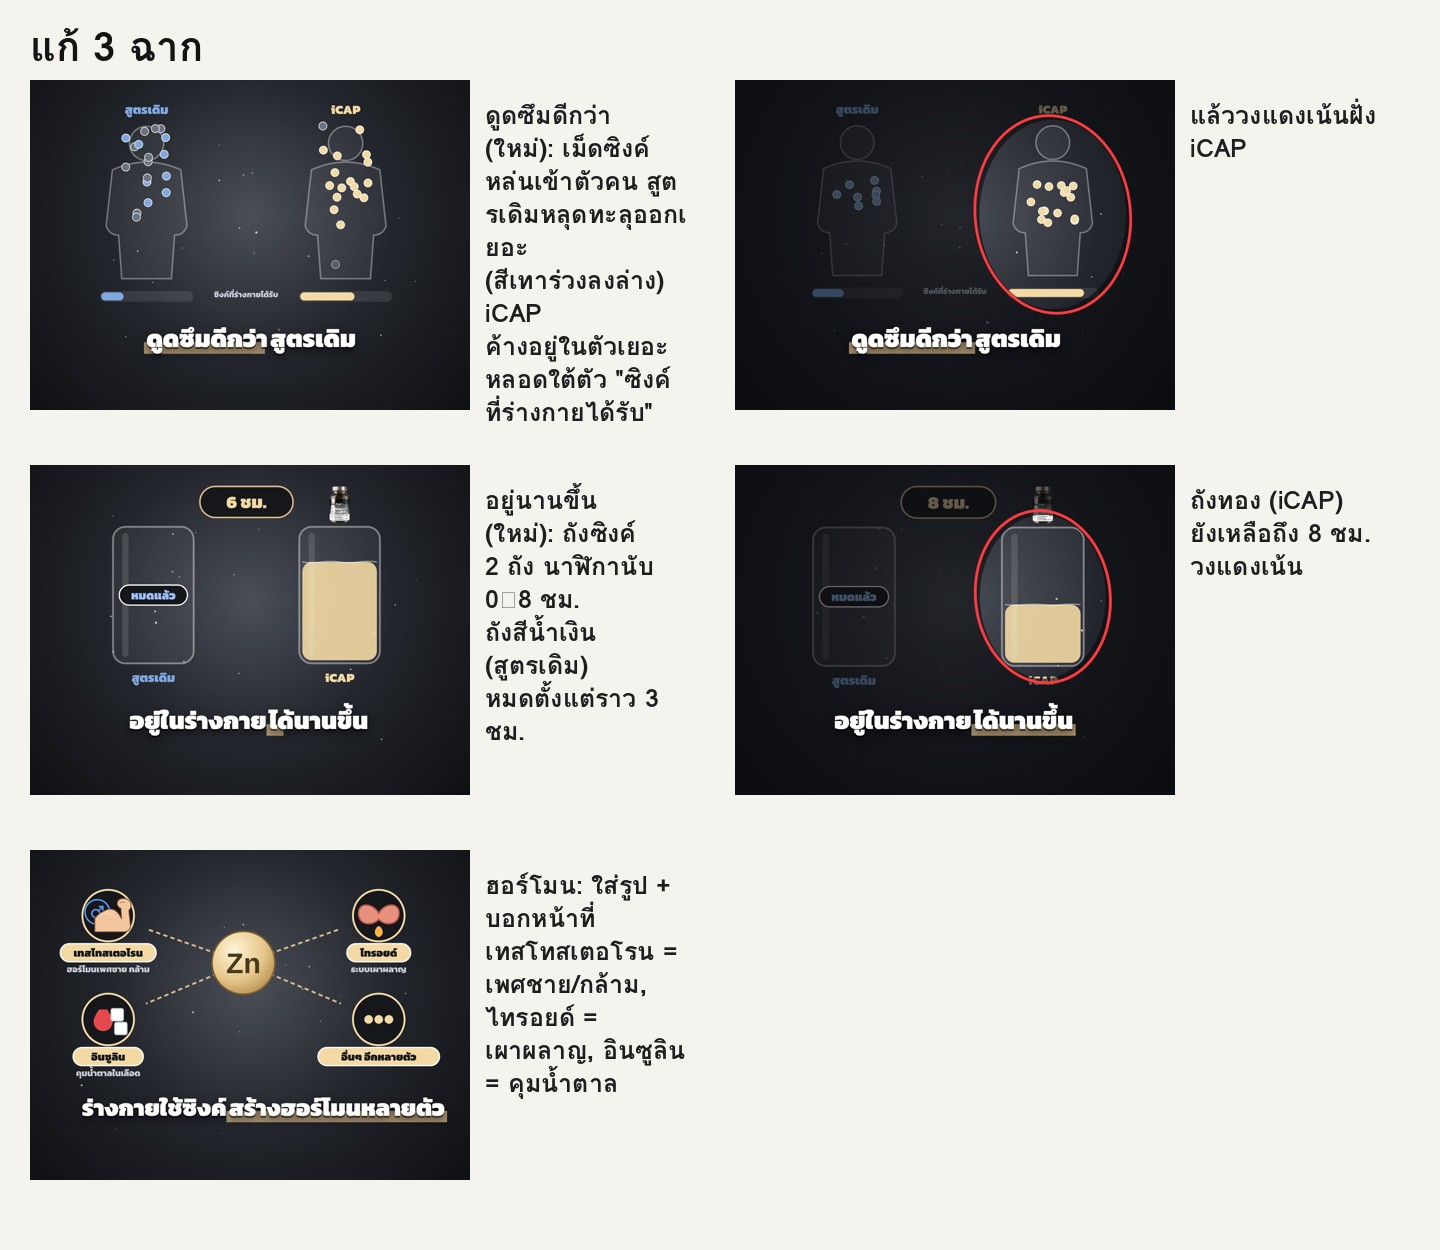 แก้ 3 ฉาก
สูตรเดิม
iCAP
ซิงค์ที่ร่างกายได้รับ
ดูดซึมดีกว่า สูตรเดิม
ดูดซึมดีกว่า
(ใหม่): เม็ดซิงค์
หล่นเข้าตัวคน สูต
รเดิมหลุดทะลุออกเ
ยอะ
(สีเทาร่วงลงล่าง)
iCAP
ค้างอยู่ในตัวเยอะ
หลอดใต้ตัว "ซิงค์
ที่ร่างกายได้รับ"
สูตรเดิม
iCAP
ซิงค์ที่ร่างกายได้รับ
ดูดซึมดีกว่า สูตรเดิม
แล้ววงแดงเน้นฝั่ง
iCAP
6 ชม.
หมดแล้ว
สูตรเดิม
iCAP
อยู่ในร่างกาย ได้นานขึ้น
อยู่นานขึ้น
(ใหม่): ถังซิงค์
2 ถัง นาฬิกานับ
0□8 ชม.
ถังสีน้ำเงิน
(สูตรเดิม)
หมดตั้งแต่ราว 3
ชม.
8 ชม.
หมดแล้ว
สูตรเดิม
iCAP
อยู่ในร่างกาย ได้นานขึ้น
ถังทอง (iCAP)
ยังเหลือถึง 8 ชม.
วงแดงเน้น
เทสโทสเตอโรน
ฮอร์โมนเพศชาย กล้าม
ไทรอยด์
ระบบเผาผลาญ
Zn
อินซูลิน
คุมน้ำตาลในเลือด
อื่นๆ อีกหลายตัว
ร่างกายใช้ซิงค์ สร้างฮอร์โมนหลายตัว
ฮอร์โมน: ใส่รูป +
บอกหน้าที่
เทสโทสเตอโรน =
เพศชาย/กล้าม,
ไทรอยด์ =
เผาผลาญ, อินซูลิน
= คุมน้ำตาล